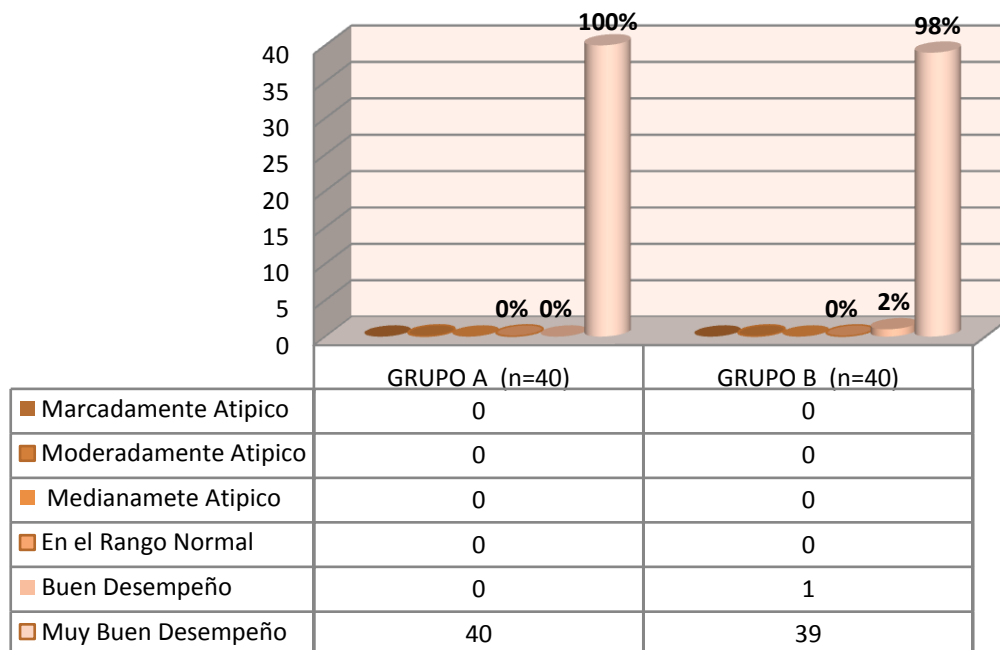 100%
98%
40
35
30
25
20
15
10
5
0
0% 0%
0%
2%
GRUPO A (n=40) GRUPO B (n=40)
Marcadamente Atipico 0 0
Moderadamente Atipico 0 0
Medianamete Atipico 0 0
En el Rango Normal 0 0
Buen Desempeño 0 1
Muy Buen Desempeño 40 39